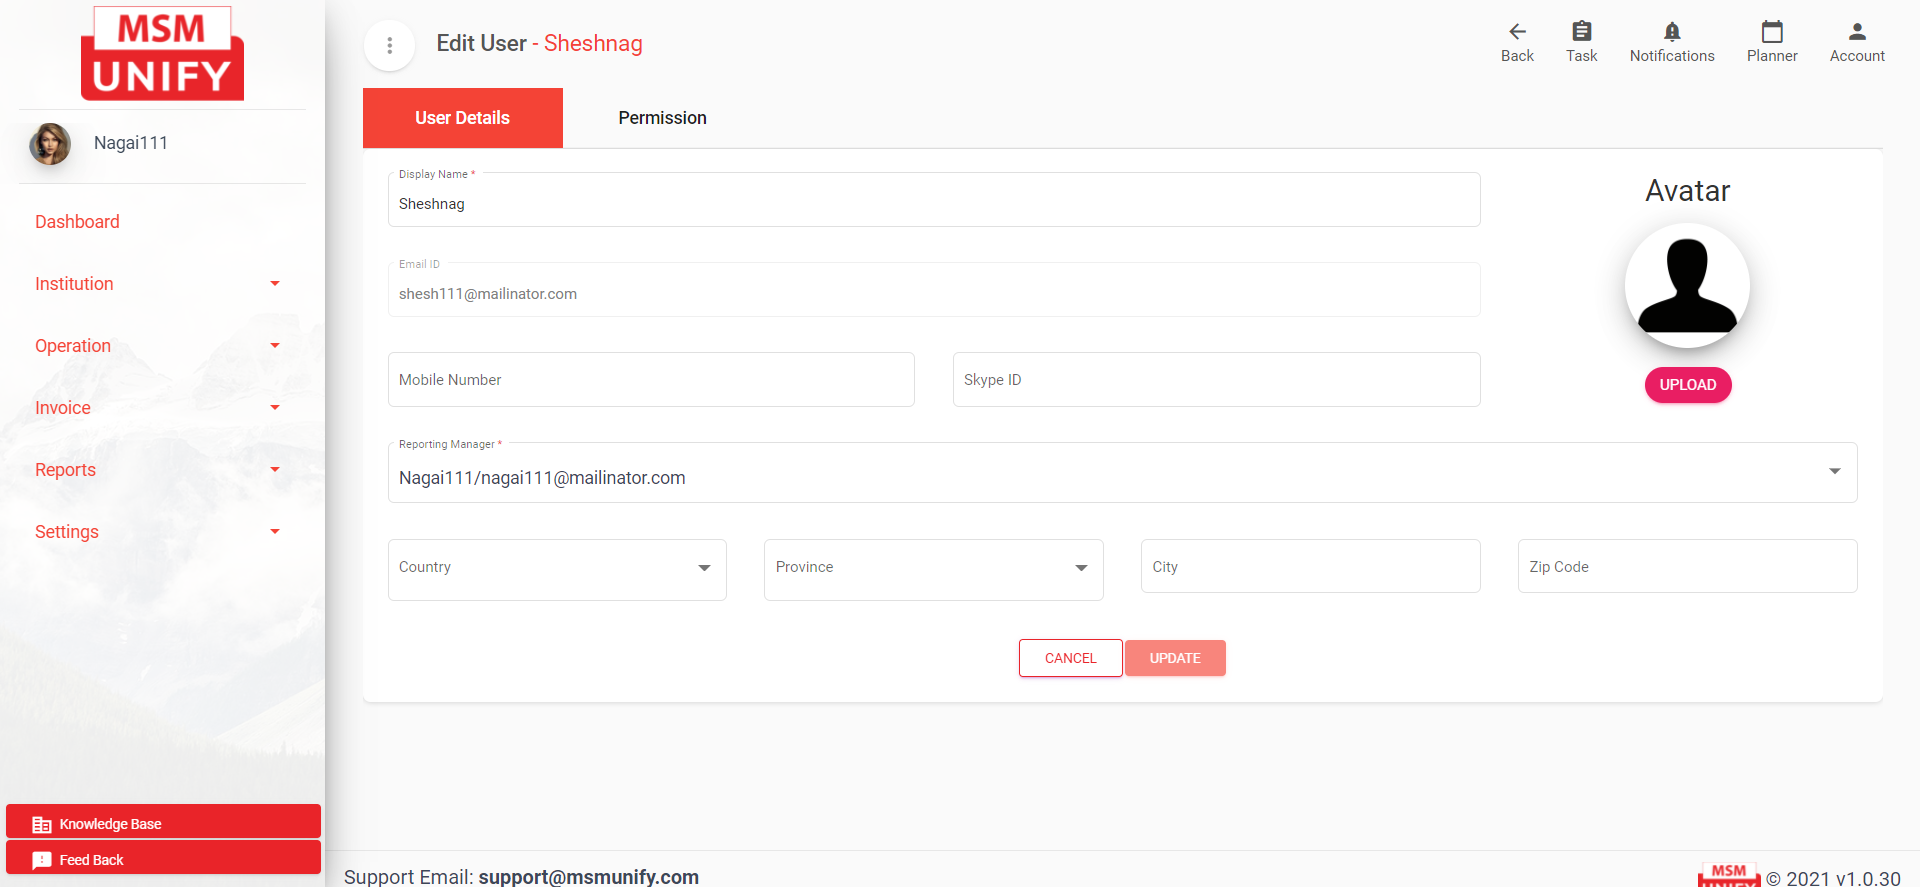 MSM
UNIFY
Nagai111
Dashboard
Institution
Operation
Invoice
Reports
Settings
Knowledge Base
Feed Back
Edit User - Sheshnag
Back
Task
Notifications
Planner
Account
User Details
Permission
Display Name *
Sheshnag
Email ID
shesh111@mailinator.com
Mobile Number
Skype ID
Avatar
UPLOAD
Reporting Manager *
Nagai111/nagai111@mailinator.com
Country
Province
City
Zip Code
CANCEL
UPDATE
Support Email: support@msmunify.com
MSM
UNIFY
© 2021 v1.0.30